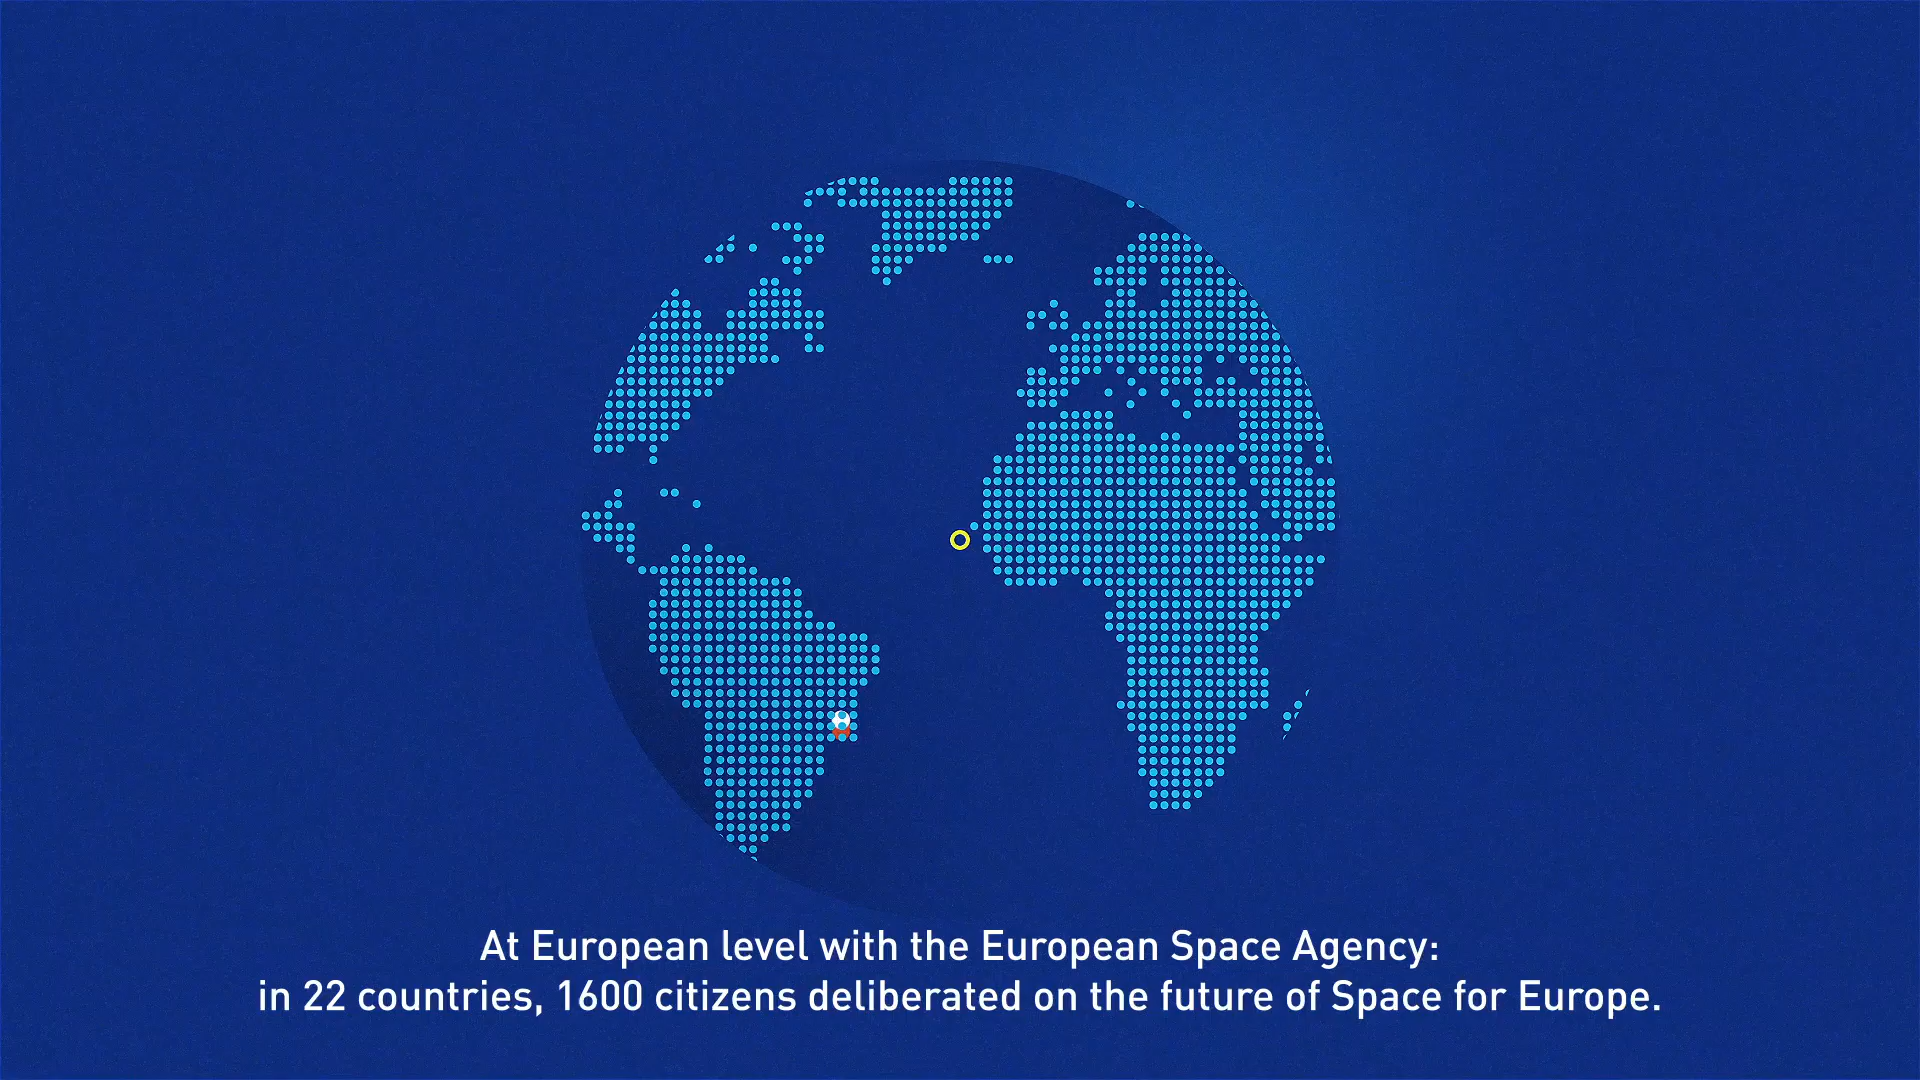 At European level with the European Space Agency:
in 22 countries, 1600 citizens deliberated on the future of Space for Europe.